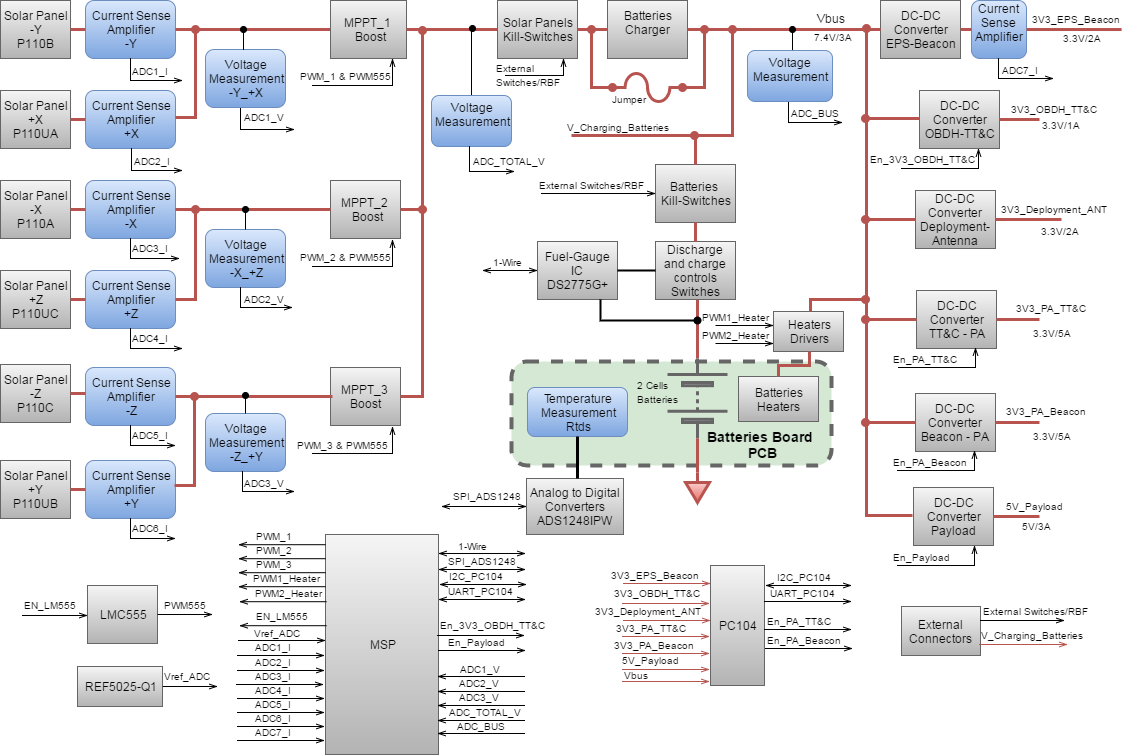 Solar Panel
-Y
P110B
Current Sense
Amplifier
-Y
ADC1_I
Voltage
Measurement
-Y_+X
ADC1_V
MPPT_1
Boost
PWM_1 & PWM555
Solar Panel
+X
P110UA
Current Sense
Amplifier
+X
ADC2_I
Solar Panel
-X
P110A
Current Sense
Amplifier
-X
ADC3_I
Voltage
Measurement
-X_+Z
ADC2_V
MPPT_2
Boost
PWM_2 & PWM555
Solar Panel
+Z
P110UC
Current Sense
Amplifier
+Z
ADC4_I
Solar Panel
-Z
P110C
Current Sense
Amplifier
-Z
ADC5_I
Voltage
Measurement
-Z_+Y
ADC3_V
MPPT_3
Boost
PWM_3 & PWM555
Solar Panel
+Y
P110UB
Current Sense
Amplifier
+Y
ADC6_I
Voltage
Measurement
ADC_TOTAL_V
Solar Panels
Kill-Switches
External
Switches/RBF
Batteries
Charger
Jumper
V_Charging_Batteries
Vbus
7.4V/3A
Voltage
Measurement
ADC_BUS
External Switches/RBF
Batteries
Kill-Switches
1-Wire
Fuel-Gauge
IC
DS2775G+
Discharge
and charge
controls
Switches
PWM1_Heater
PWM2_Heater
Heaters
Drivers
Temperature
Measurement
Rtds
2 Cells
Batteries
Batteries
Heaters
Batteries Board
PCB
SPI_ADS1248
Analog to Digital
Converters
ADS1248IPW
DC-DC
Converter
EPS-Beacon
Current
Sense
Amplifier
3V3_EPS_Beacon
3.3V/2A
ADC7_I
DC-DC
Converter
OBDH-TT&C
3V3_OBDH_TT&C
3.3V/1A
En_3V3_OBDH_TT&C
DC-DC
Converter
Deployment-
Antenna
3V3_Deployment_ANT
3.3V/2A
DC-DC
Converter
TT&C - PA
3V3_PA_TT&C
3.3V/5A
En_PA_TT&C
DC-DC
Converter
Beacon - PA
3V3_PA_Beacon
3.3V/5A
En_PA_Beacon
DC-DC
Converter
Payload
5V_Payload
5V/3A
En_Payload
EN_LM555
LMC555
PWM555
REF5025-Q1
Vref_ADC
PWM_1
PWM_2
PWM_3
PWM1_Heater
PWM2_Heater
EN_LM555
Vref_ADC
ADC1_I
ADC2_I
ADC3_I
ADC4_I
ADC5_I
ADC6_I
ADC7_I
MSP
1-Wire
SPI_ADS1248
I2C_PC104
UART_PC104
En_3V3_OBDH_TT&C
En_Payload
ADC1_V
ADC2_V
ADC3_V
ADC_TOTAL_V
ADC_BUS
3V3_EPS_Beacon
3V3_OBDH_TT&C
3V3_Deployment_ANT
3V3_PA_TT&C
3V3_PA_Beacon
5V_Payload
Vbus
PC104
I2C_PC104
UART_PC104
En_PA_TT&C
En_PA_Beacon
External
Connectors
External Switches/RBF
V_Charging_Batteries